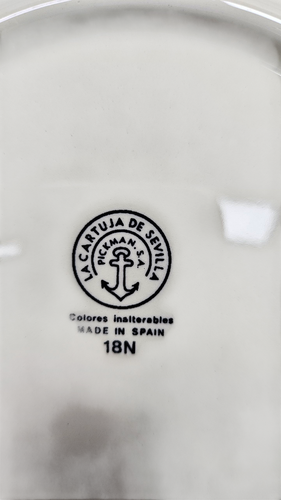 LA CARTUJA DE SEVILLA
PICKMAN. S.A.
Colores inalterables
MADE IN SPAIN
18N